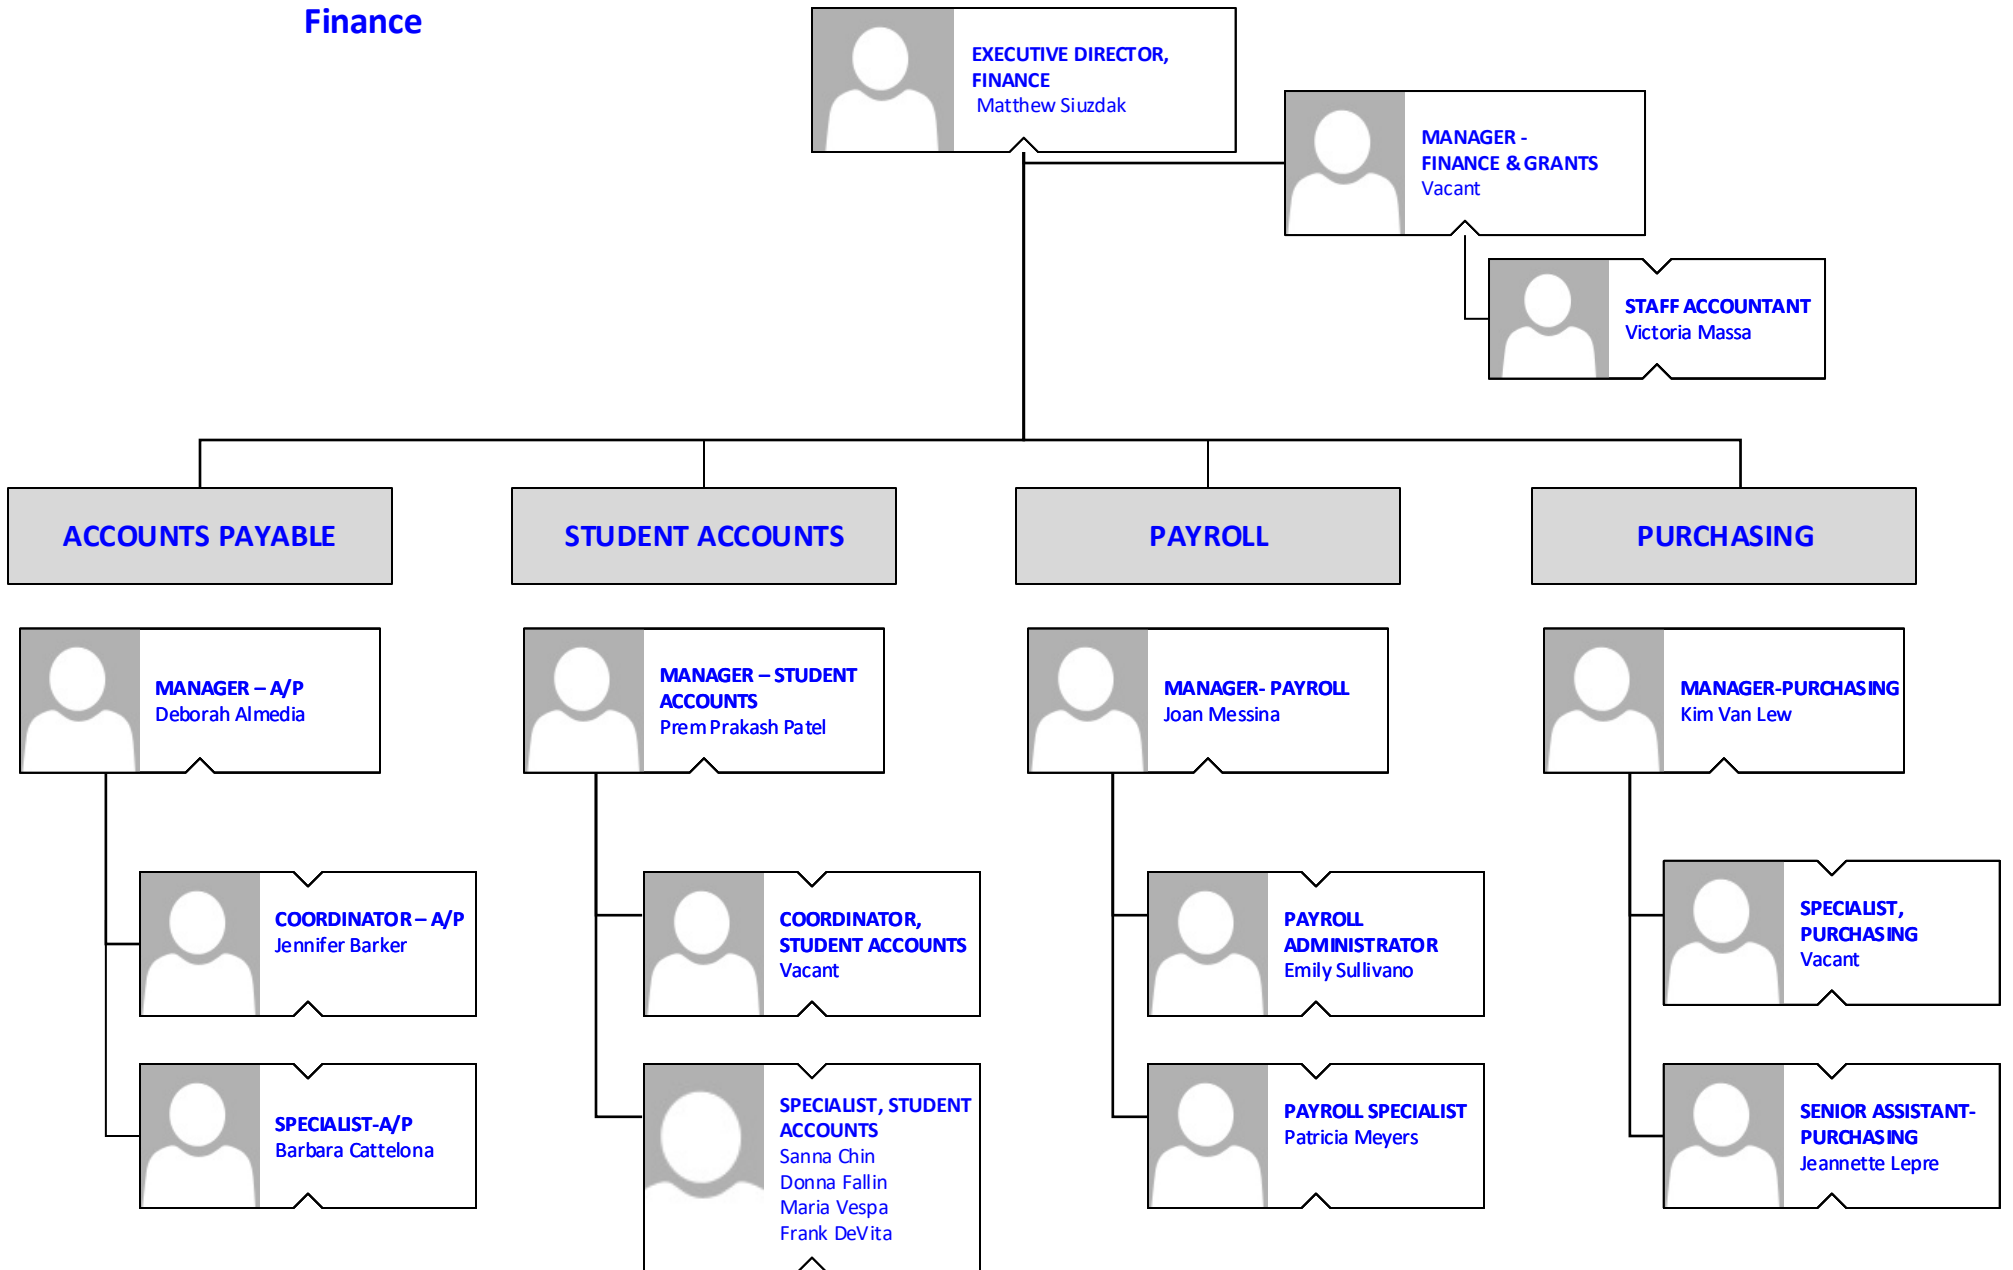 Finance
EXECUTIVE DIRECTOR,
FINANCE
Matthew Siuzdak
MANAGER -
FINANCE & GRANTS
Vacant
STAFF ACCOUNTANT
Victoria Massa
ACCOUNTS PAYABLE
STUDENT ACCOUNTS
PAYROLL
PURCHASING
MANAGER – A/P
Deborah Almedia
MANAGER – STUDENT
ACCOUNTS
Prem Prakash Patel
MANAGER- PAYROLL
Joan Messina
MANAGER-PURCHASING
Kim Van Lew
COORDINATOR – A/P
Jennifer Barker
COORDINATOR,
STUDENT ACCOUNTS
Vacant
PAYROLL
ADMINISTRATOR
Emily Sullivano
SPECIALIST,
PURCHASING
Vacant
SPECIALIST-A/P
Barbara Cattelona
SPECIALIST, STUDENT
ACCOUNTS
Sanna Chin
Donna Fallin
Maria Vespa
Frank DeVita
PAYROLL SPECIALIST
Patricia Meyers
SENIOR ASSISTANT-
PURCHASING
Jeannette Lepre